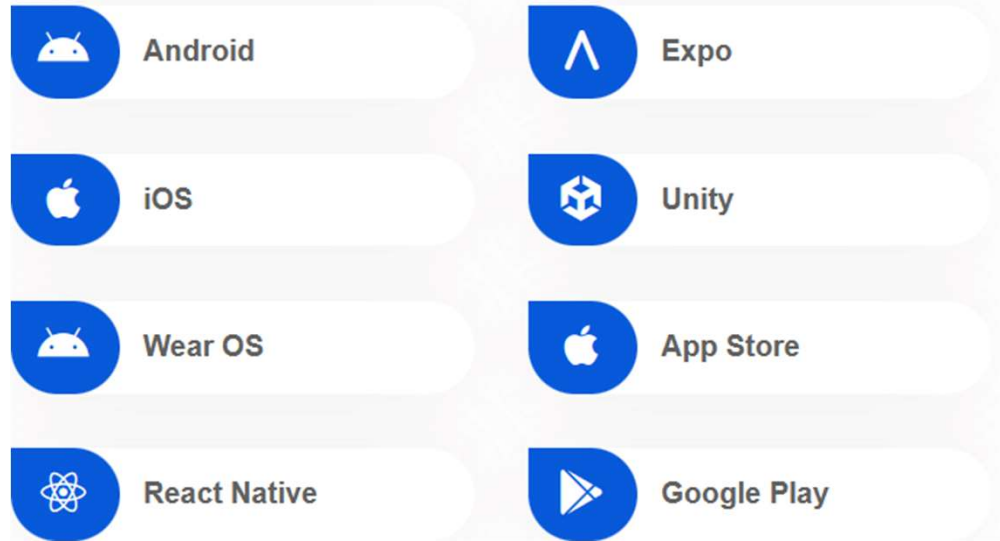 Android
Expo
iOS
Unity
Wear OS
App Store
React Native
Google Play